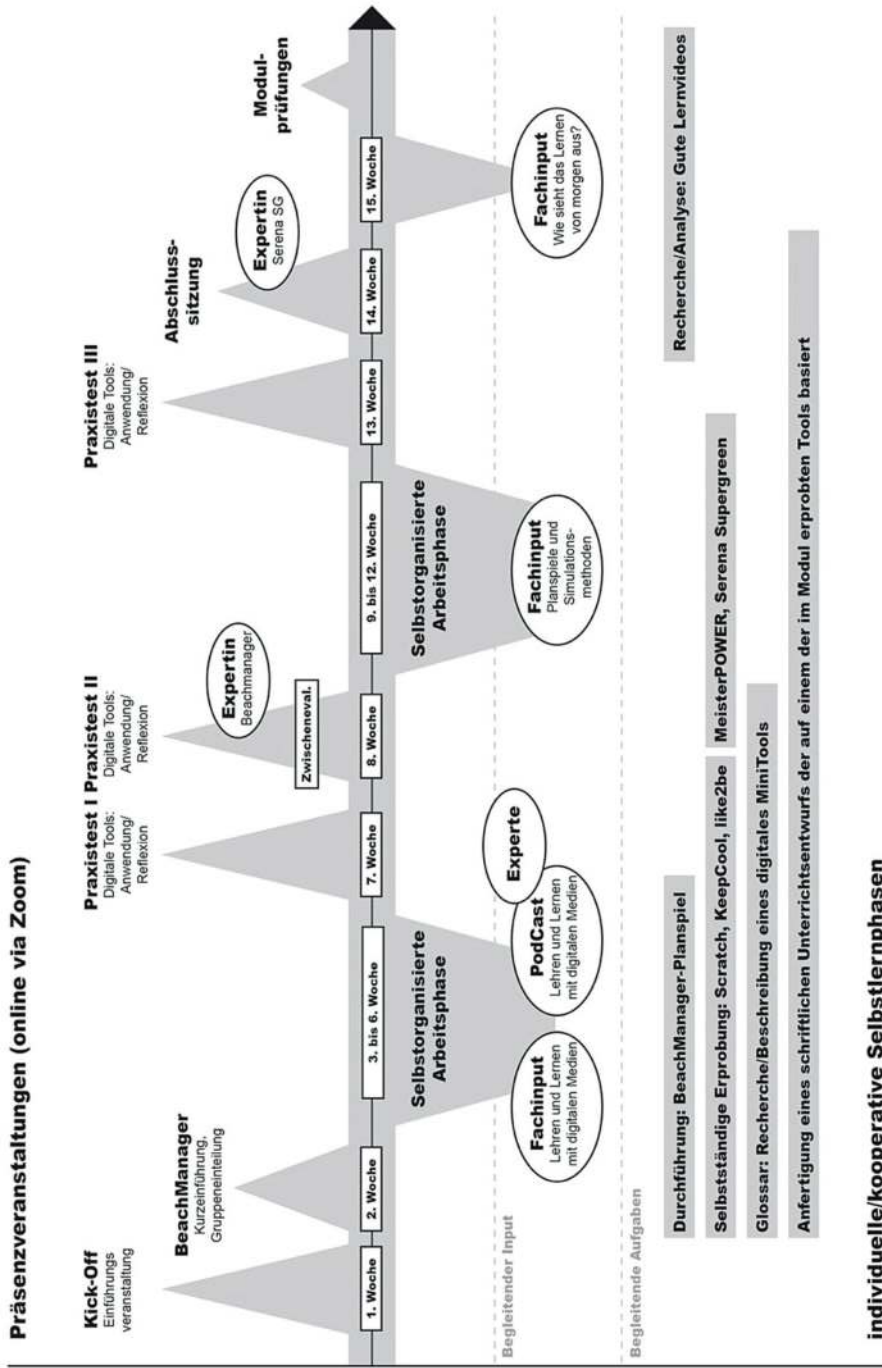 Präsenzveranstaltungen (online via Zoom)
Kick-Off
Einführungs
veranstaltung
BeachManager
Kurzeinführung,
Gruppeneinteilung
Praxistest I
Digitale Tools:
Anwendung/
Reflexion
Praxistest II
Digitale Tools:
Anwendung/
Reflexion
Expertin
Beachmanager
Zwischeneval.
Praxistest III
Digitale Tools:
Anwendung/
Reflexion
Abschluss-
sitzung
Expertin
Serena SG
Modul-
prüfungen
1. Woche
2. Woche
3. bis 6. Woche
7. Woche
8. Woche
9. bis 12. Woche
13. Woche
14. Woche
15. Woche
Selbstorganisierte
Arbeitsphase
Selbstorganisierte
Arbeitsphase
Begleitender Input
Fachinput
Lehren und Lernen
mit digitalen Medien
PodCast
Lehren und Lernen
mit digitalen Medien
Experte
Fachinput
Planspiele und
Simulations-
methoden
Fachinput
Wie sieht das Lernen
von morgen aus?
Begleitende Aufgaben
Durchführung: BeachManager-Planspiel
Recherche/Analyse: Gute Lernvideos
Selbstständige Erprobung: Scratch, KeepCool, like2be
MeisterPOWER, Serena Supergreen
Glossar: Recherche/Beschreibung eines digitales MiniTools
Anfertigung eines schriftlichen Unterrichtsentwurfs der auf einem der im Modul erprobten Tools basiert
individuelle/kooperative Selbstlernphasen